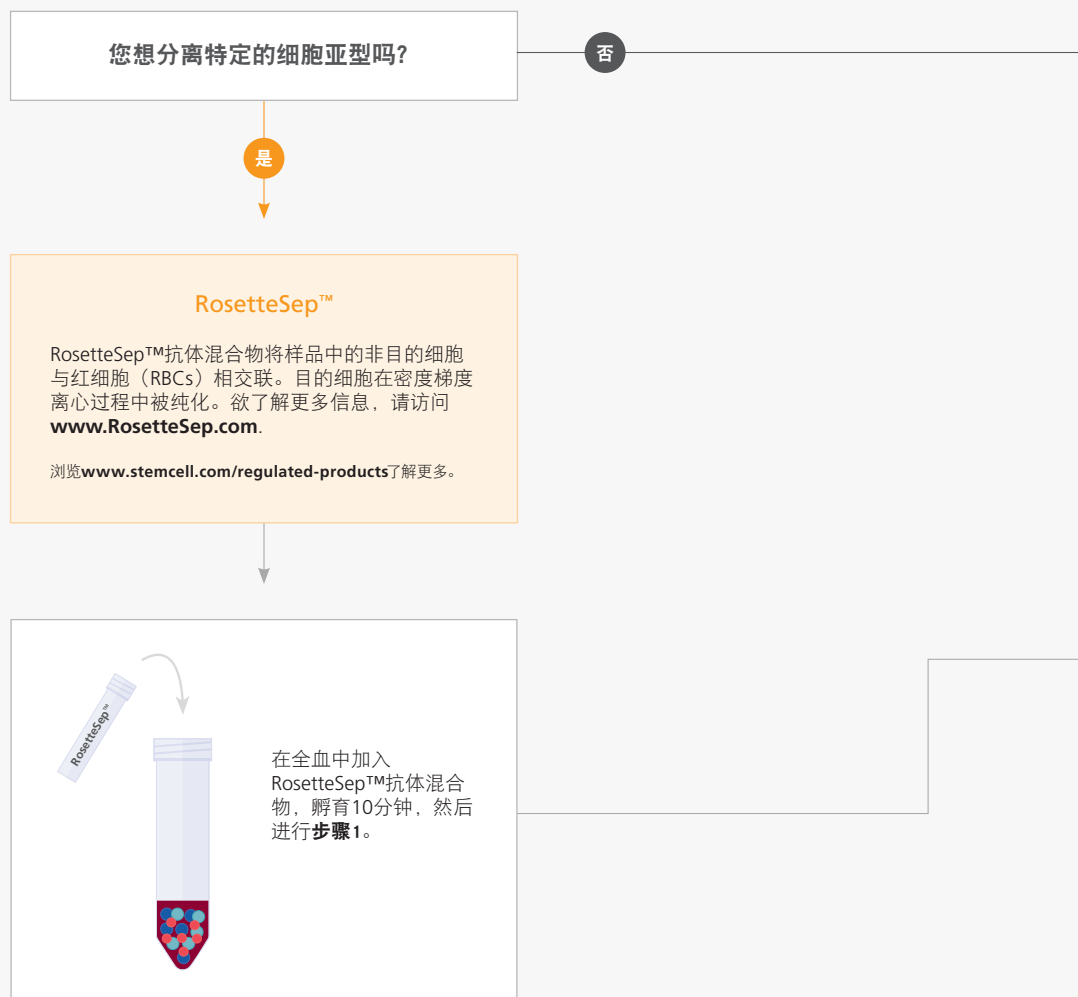 您想分离特定的细胞亚型吗?
否
是
RosetteSep™
RosetteSep™抗体混合物将样品中的非目的细胞
与红细胞（RBCs）相交联。目的细胞在密度梯度
离心过程中被纯化。欲了解更多信息，请访问
www.RosetteSep.com.
浏览www.stemcell.com/regulated-products了解更多。
RosetteSep™
在全血中加入
RosetteSep™抗体混合
物，孵育10分钟，然后
进行步骤1。